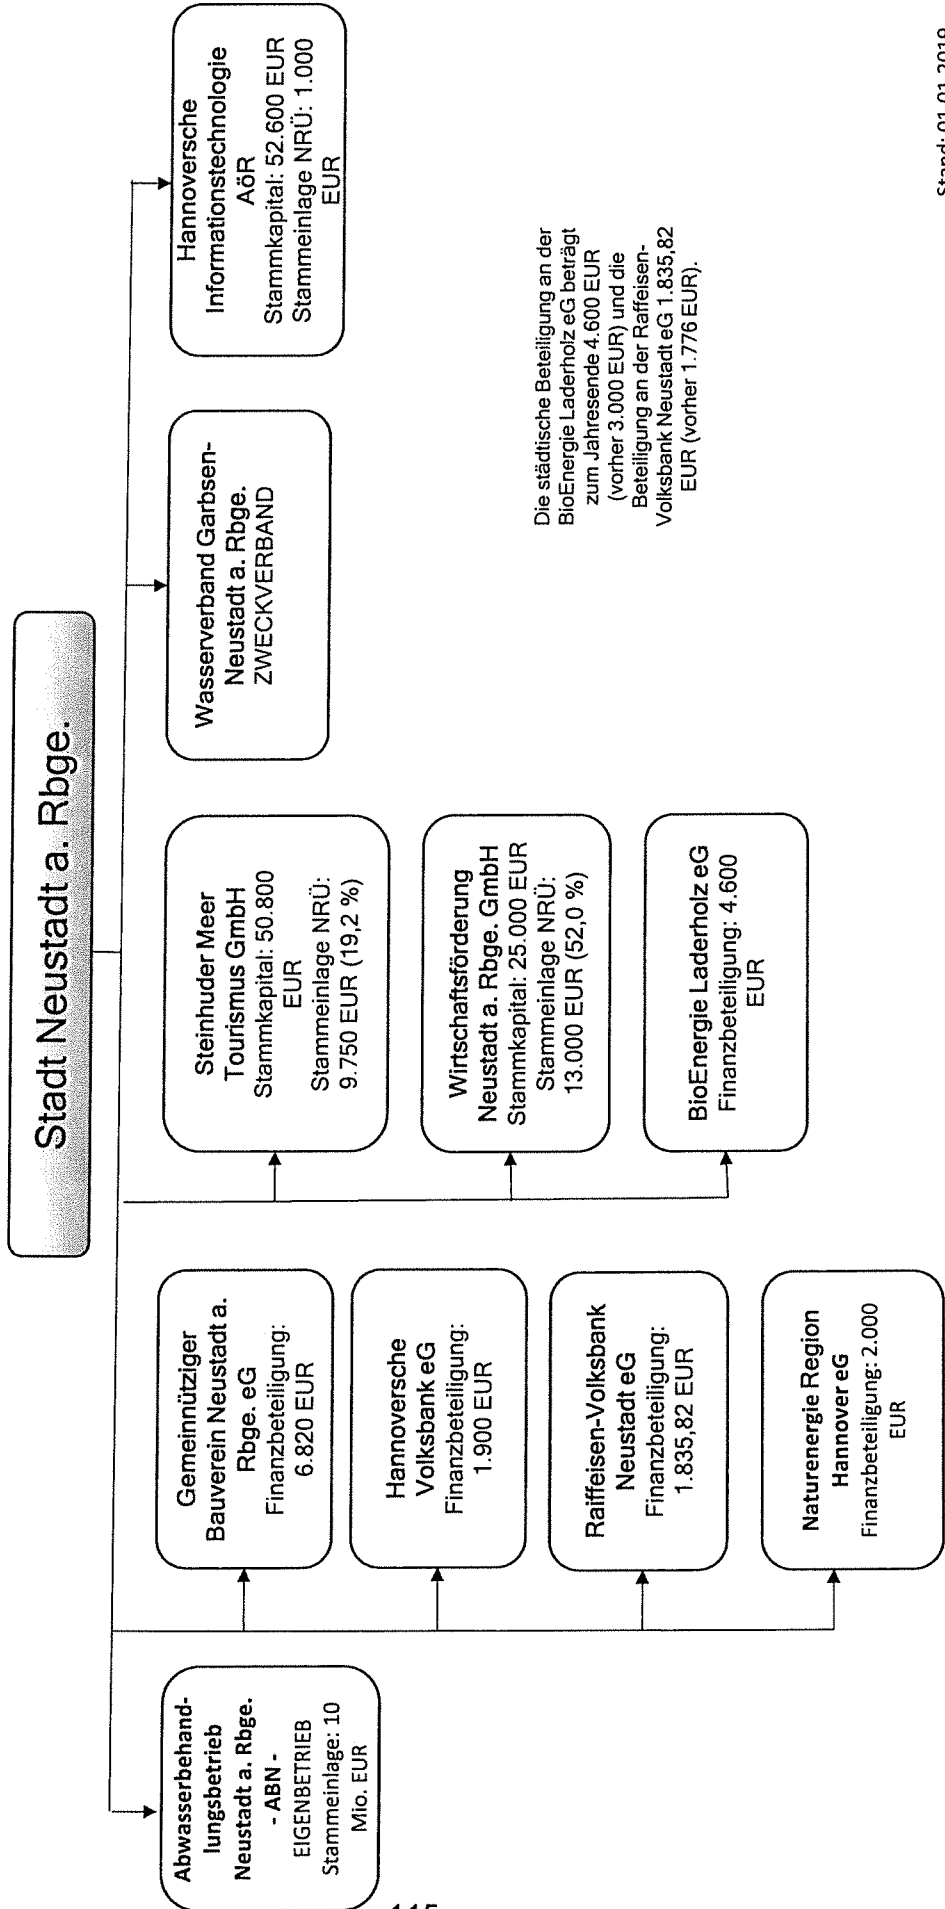 Stadt Neustadt a. Rbge.
Abwasserbehand-
lungsbetrieb
Neustadt a. Rbge.
- ABN -
EIGENBETRIEB
Stammeinlage: 10
Mio. EUR
Gemeinnütziger
Bauverein Neustadt a.
Rbge. eG
Finanzbeteiligung:
6.820 EUR
Hannoversche
Volksbank eG
Finanzbeteiligung:
1.900 EUR
Raiffeisen-Volksbank
Neustadt eG
Finanzbeteiligung:
1.835,82 EUR
Naturenergie Region
Hannover eG
Finanzbeteiligung: 2.000
EUR
Steinhuder Meer
Tourismus GmbH
Stammkapital: 50.800
EUR
Stammeinlage NRÜ:
9.750 EUR (19,2 %)
Wirtschaftsförderung
Neustadt a. Rbge. GmbH
Stammkapital: 25.000 EUR
Stammeinlage NRÜ:
13.000 EUR (52,0 %)
BioEnergie Laderholz eG
Finanzbeteiligung: 4.600
EUR
Wasserverband Garbsen-
Neustadt a. Rbge.
ZWECKVERBAND
Hannoversche
Informationstechnologie
AöR
Stammkapital: 52.600 EUR
Stammeinlage NRÜ: 1.000
EUR
Die städtische Beteiligung an der
BioEnergie Laderholz eG beträgt
zum Jahresende 4.600 EUR
(vorher 3.000 EUR) und die
Beteiligung an der Raffeisen-
Volksbank Neustadt eG 1.835,82
EUR (vorher 1.776 EUR).
Stand: 01.01.2019